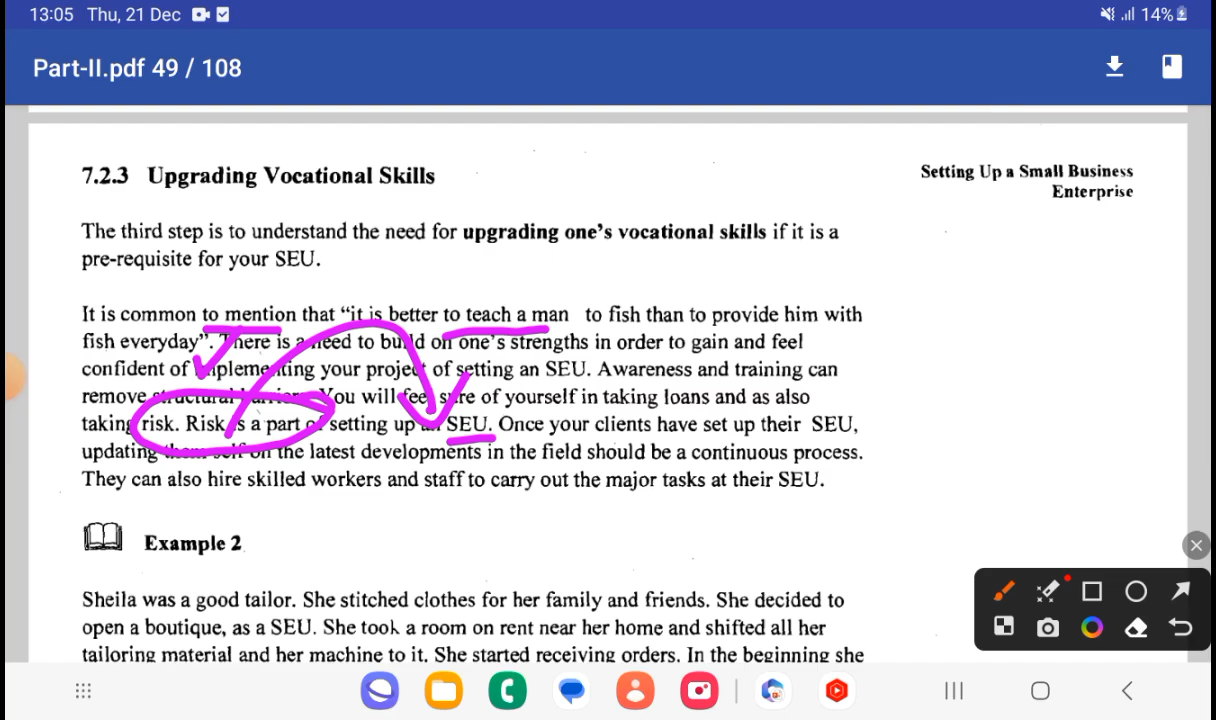 13:05 Thu, 21 Dec
14%
Part-II.pdf 49 / 108
7.2.3 Upgrading Vocational Skills
Setting Up a Small Business
Enterprise
The third step is to understand the need for upgrading one's vocational skills if it is a
pre-requisite for your SEU.
It is common to mention that “it is better to teach a man to fish than to provide him with
fish everyday”. There is a need to build on one's strengths in order to gain and feel
confident of implementing your project of setting an SEU. Awareness and training can
remove structural barriers. You will feel sure of yourself in taking loans and as also
taking risk. Risk is a part of setting up an SEU. Once your clients have set up their SEU,
updating them self on the latest developments in the field should be a continuous process.
They can also hire skilled workers and staff to carry out the major tasks at their SEU.
Example 2
Sheila was a good tailor. She stitched clothes for her family and friends. She decided to
open a boutique, as a SEU. She took a room on rent near her home and shifted all her
tailoring material and her machine to it. She started receiving orders. In the beginning she